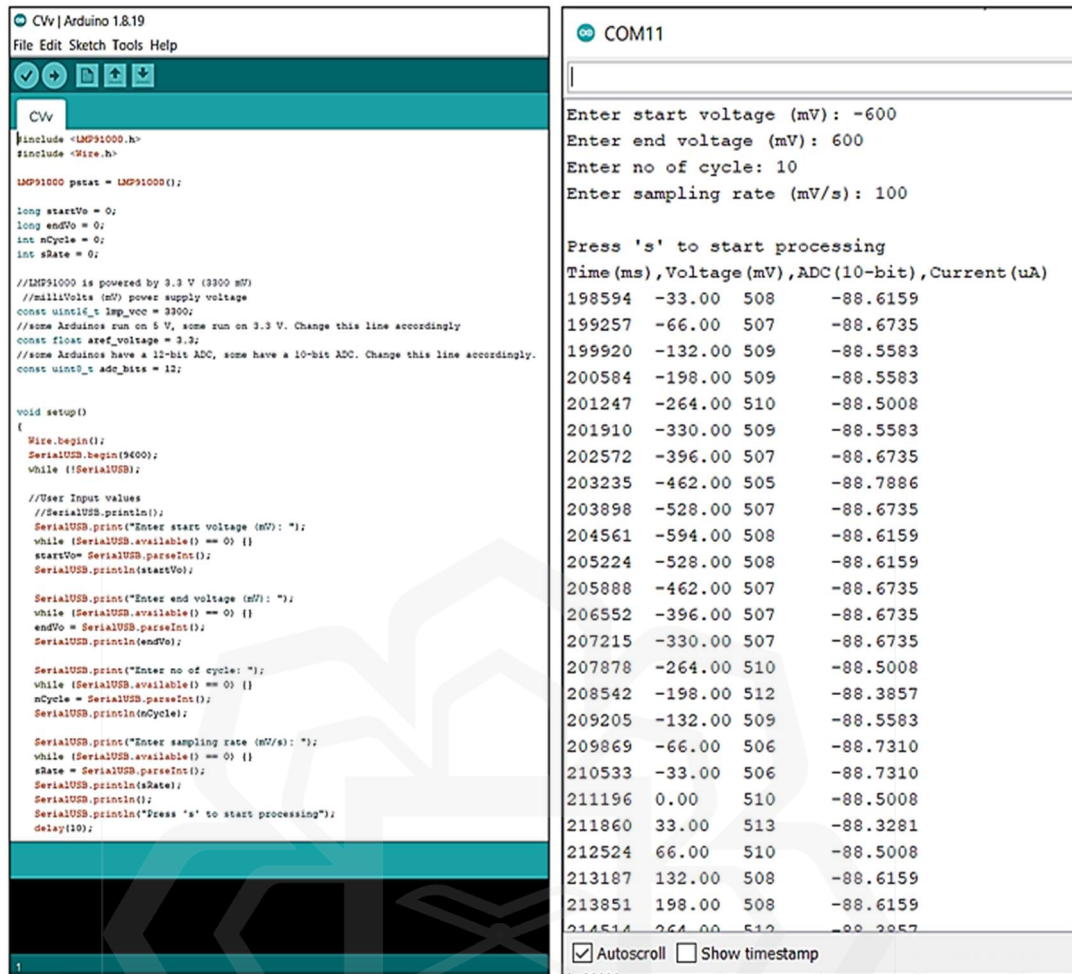 CVv | Arduino 1.8.19
File Edit Sketch Tools Help
CVv
#include <LMP91000.h>
#include <Wire.h>
LMP91000 pstat = LMP91000();
long startVo = 0;
long endVo = 0;
int nCycle = 0;
int sRate = 0;
//LMP91000 is powered by 3.3 V (3300 mV)
//milliVolts (mV) power supply voltage
const uint16_t lmp_vcc = 3300;
//some Arduinos run on 5 V, some run on 3.3 V. Change this line accordingly
const float aref_voltage = 3.3;
//some Arduinos have a 12-bit ADC, some have a 10-bit ADC. Change this line accordingly.
const uint8_t adc_bits = 12;
void setup()
{
Wire.begin();
SerialUSB.begin(9600);
while (!SerialUSB);
//User Input values
//SerialUSB.println();
SerialUSB.print("Enter start voltage (mV): ");
while (SerialUSB.available() == 0) {}
startVo= SerialUSB.parseInt();
SerialUSB.println(startVo);
SerialUSB.print("Enter end voltage (mV): ");
while (SerialUSB.available() == 0) {}
endVo = SerialUSB.parseInt();
SerialUSB.println(endVo);
SerialUSB.print("Enter no of cycle: ");
while (SerialUSB.available() == 0) {}
nCycle = SerialUSB.parseInt();
SerialUSB.println(nCycle);
SerialUSB.print("Enter sampling rate (mV/s): ");
while (SerialUSB.available() == 0) {}
sRate = SerialUSB.parseInt();
SerialUSB.println(sRate);
SerialUSB.println();
SerialUSB.println("Press 's' to start processing");
delay(10);
1
COM11
Enter start voltage (mV): -600
Enter end voltage (mV): 600
Enter no of cycle: 10
Enter sampling rate (mV/s): 100
Press 's' to start processing
Time(ms),Voltage(mV),ADC(10-bit),Current(uA)
198594 -33.00 508 -88.6159
199257 -66.00 507 -88.6735
199920 -132.00 509 -88.5583
200584 -198.00 509 -88.5583
201247 -264.00 510 -88.5008
201910 -330.00 509 -88.5583
202572 -396.00 507 -88.6735
203235 -462.00 505 -88.7886
203898 -528.00 507 -88.6735
204561 -594.00 508 -88.6159
205224 -528.00 508 -88.6159
205888 -462.00 507 -88.6735
206552 -396.00 507 -88.6735
207215 -330.00 507 -88.6735
207878 -264.00 510 -88.5008
208542 -198.00 512 -88.3857
209205 -132.00 509 -88.5583
209869 -66.00 506 -88.7310
210533 -33.00 506 -88.7310
211196 0.00 510 -88.5008
211860 33.00 513 -88.3281
212524 66.00 510 -88.5008
213187 132.00 508 -88.6159
213851 198.00 508 -88.6159
214514 264.00 512 -88.3857
Autoscroll Show timestamp